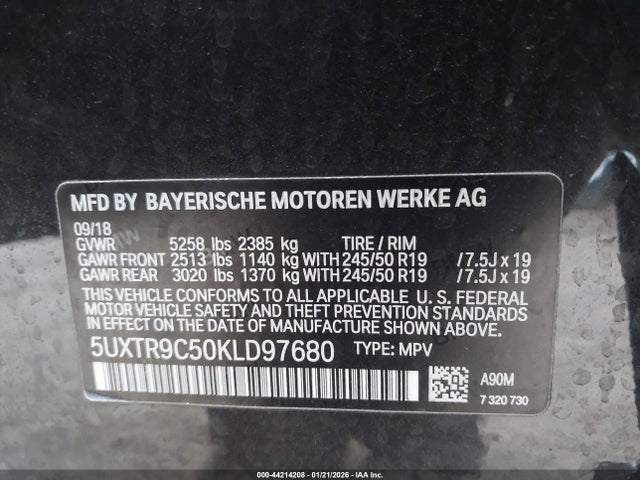 MFD BY BAYERISCHE MOTOREN WERKE AG
09/18
GVWR 5258 lbs 2385 kg TIRE / RIM
GAWR FRONT 2513 lbs 1140 kg WITH 245/50 R19 / 7.5J x 19
GAWR REAR 3020 lbs 1370 kg WITH 245/50 R19 / 7.5J x 19
THIS VEHICLE CONFORMS TO ALL APPLICABLE U. S. FEDERAL
MOTOR VEHICLE SAFETY AND THEFT PREVENTION STANDARDS
IN EFFECT ON THE DATE OF MANUFACTURE SHOWN ABOVE.
5UXTR9C50KLD97680 TYPE: MPV
A90M
7 320 730
000-44214208 - 01/21/2026 - IAA Inc.